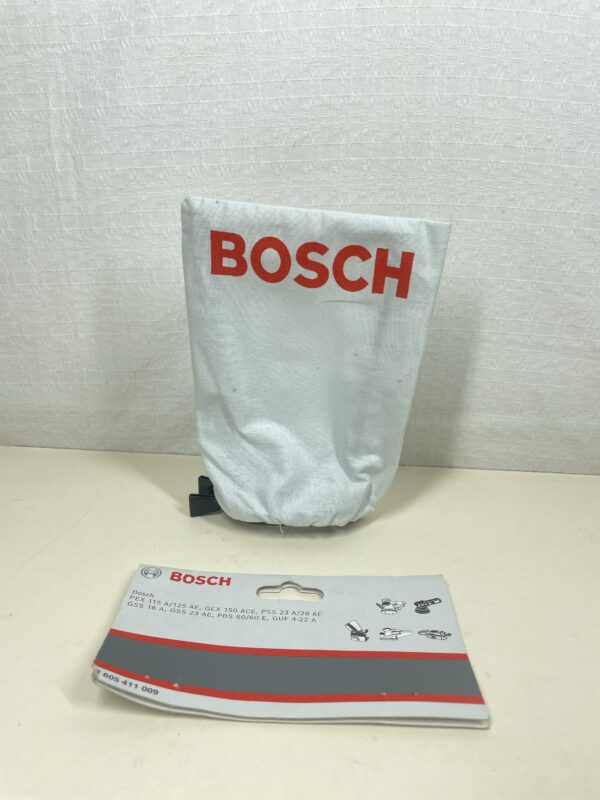 BOSCH
BOSCH
Bosch
PEX 115 A/125 AE, GEX 150 ACE, PSS 23 A/28 AE
GSS 16 A, GSS 23 AE, PBS 60/60 E, GUF 4-22 A
605 411 009